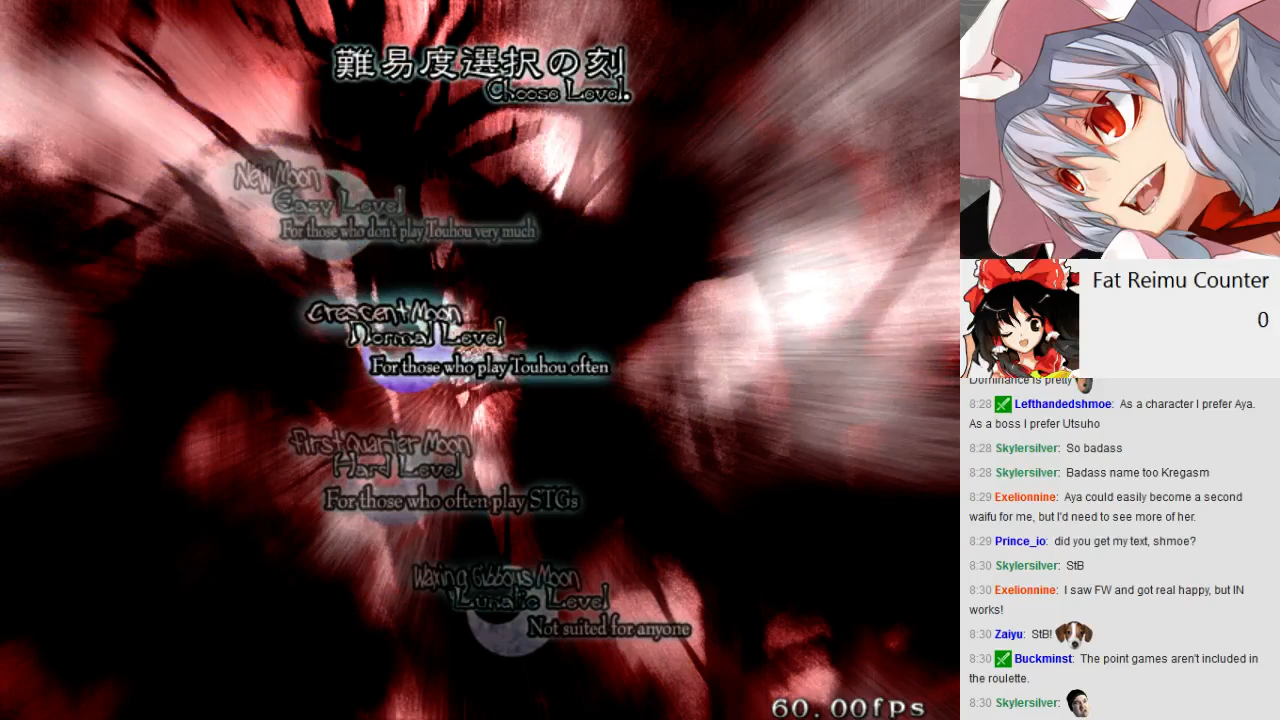 難易度選択の刻
Choose Level.
New Moon
Easy Level
For those who don't play Touhou very much
Crescent Moon
Normal Level
For those who play Touhou often
First Quarter Moon
Hard Level
For those who often play STGs
Waxing Gibbous Moon
Lunatic Level
Not suited for anyone
60.00fps
Fat Reimu Counter
0
Dominance is pretty
8:28 Lefthandedshmoe: As a character I prefer Aya.
As a boss I prefer Utsuho
8:28 Skylersilver: So badass
8:28 Skylersilver: Badass name too Kregasm
8:29 Exelionnine: Aya could easily become a second
waifu for me, but I'd need to see more of her.
8:29 Prince_io: did you get my text, shmoe?
8:30 Skylersilver: StB
8:30 Exelionnine: I saw FW and got real happy, but IN
works!
8:30 Zaiyu: StB!
8:30 Buckminst: The point games aren't included in
the roulette.
8:30 Skylersilver: